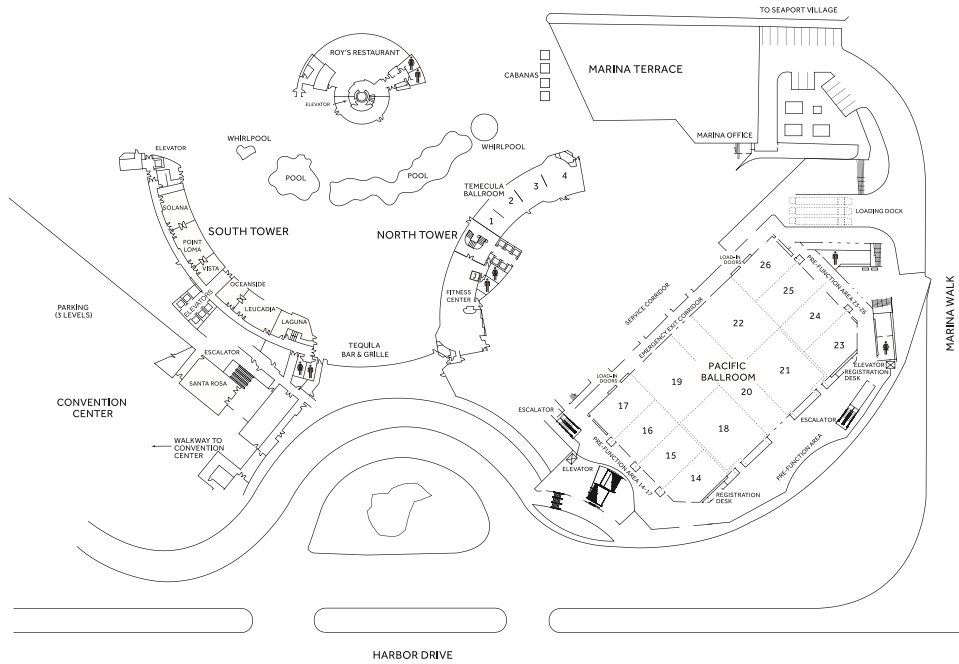 TO SEAPORT VILLAGE
ROY'S RESTAURANT
MARINA TERRACE
CABANAS
ELEVATOR
MARINA OFFICE
WHIRLPOOL
WHIRLPOOL
ELEVATOR
POOL
POOL
TEMECULA
BALLROOM
1
2
3
4
SOLANA
SOUTH TOWER
NORTH TOWER
LOADING DOCK
POINT
LOMA
VISTA
OCEANSIDE
ELEVATORS
LEUCADIA
LAGUNA
FITNESS
CENTER
LOAD-IN
DOORS
PRE-FUNCTION AREA 23-26
SERVICE CORRIDOR
EMERGENCY EXIT CORRIDOR
26
25
24
23
22
21
PACIFIC
BALLROOM
20
19
18
17
16
15
14
MARINA WALK
PARKING
(3 LEVELS)
TEQUILA
BAR & GRILLE
ESCALATOR
SANTA ROSA
CONVENTION
CENTER
WALKWAY TO
CONVENTION
CENTER
LOAD-IN
DOORS
ELEVATOR
REGISTRATION
DESK
ESCALATOR
ESCALATOR
PRE-FUNCTION AREA
PRE-FUNCTION AREA 14-17
ELEVATOR
REGISTRATION
DESK
HARBOR DRIVE